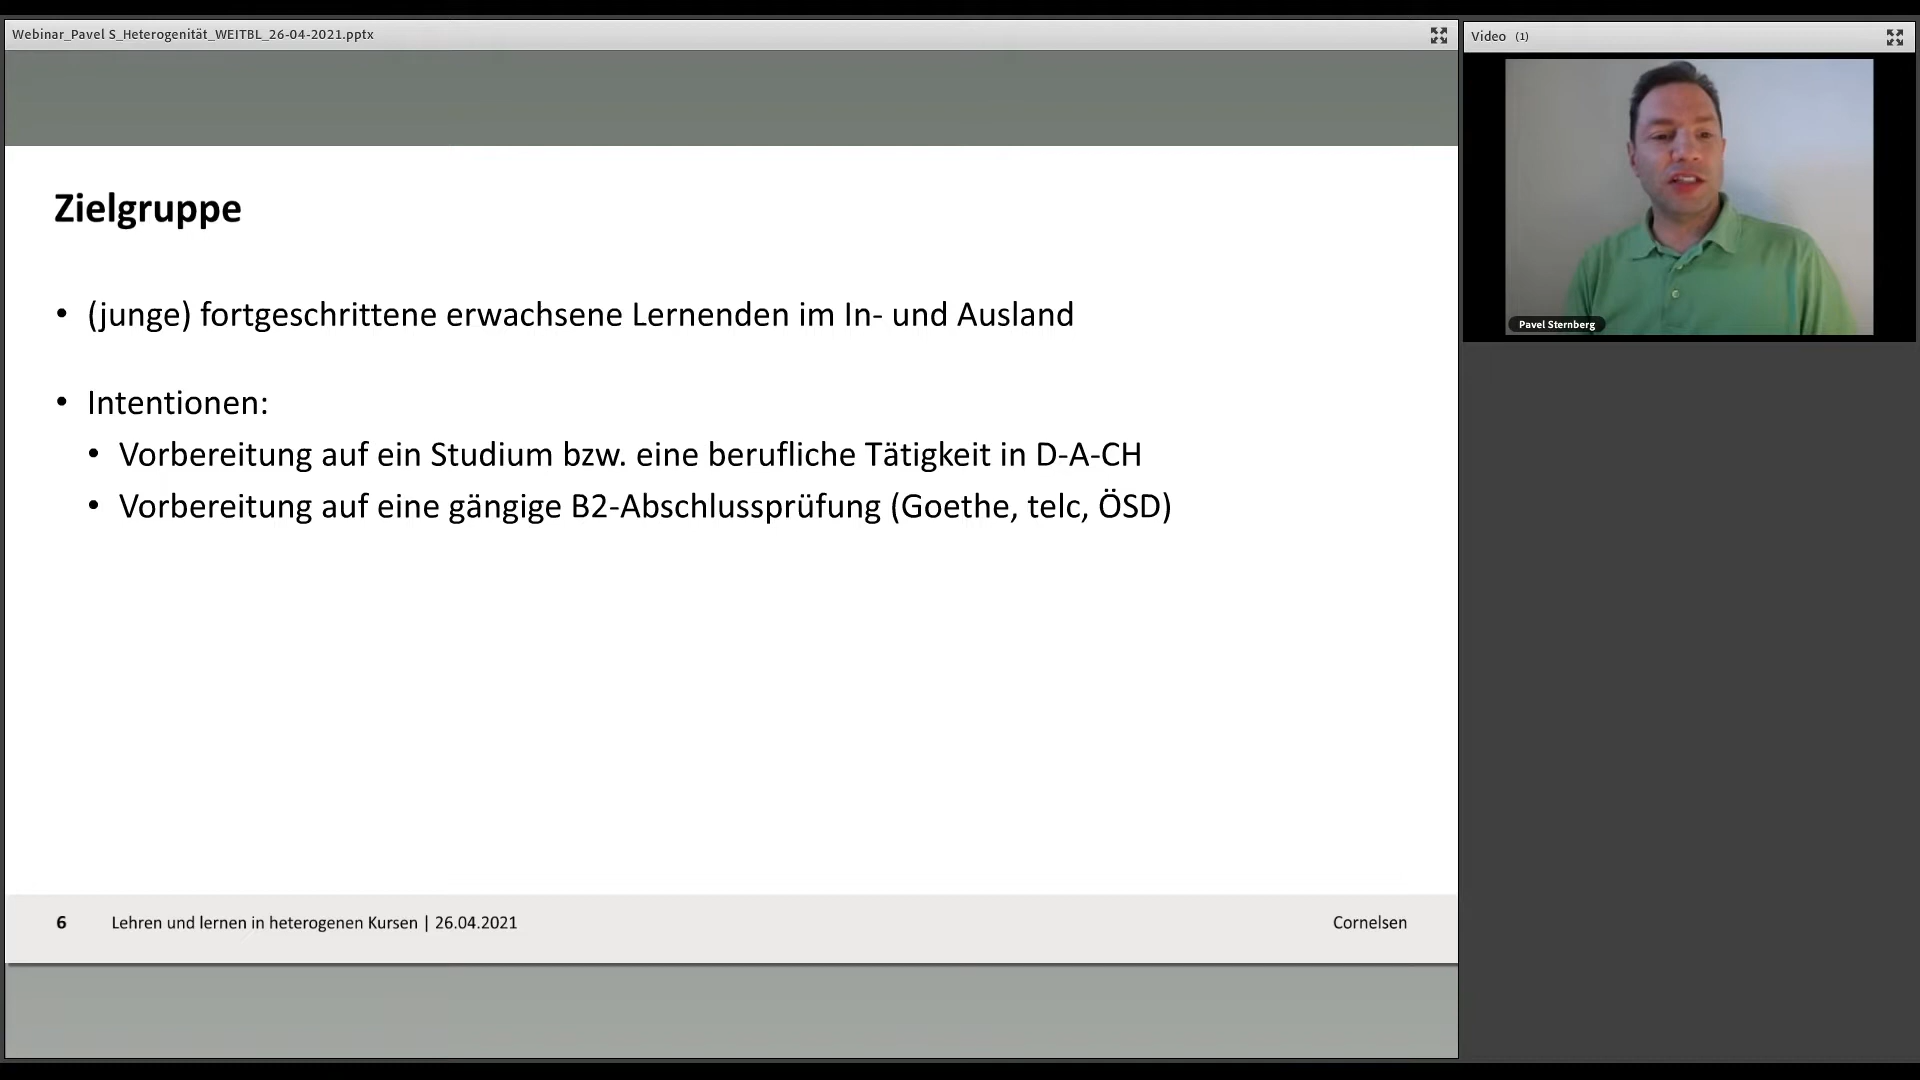 Webinar_Pavel S_Heterogenität_WEITBL_26-04-2021.pptx
Video (1)
Pavel Sternberg
Zielgruppe
• (junge) fortgeschrittene erwachsene Lernenden im In- und Ausland
• Intentionen:
• Vorbereitung auf ein Studium bzw. eine berufliche Tätigkeit in D-A-CH
• Vorbereitung auf eine gängige B2-Abschlussprüfung (Goethe, telc, ÖSD)
6 Lehren und lernen in heterogenen Kursen | 26.04.2021 Cornelsen